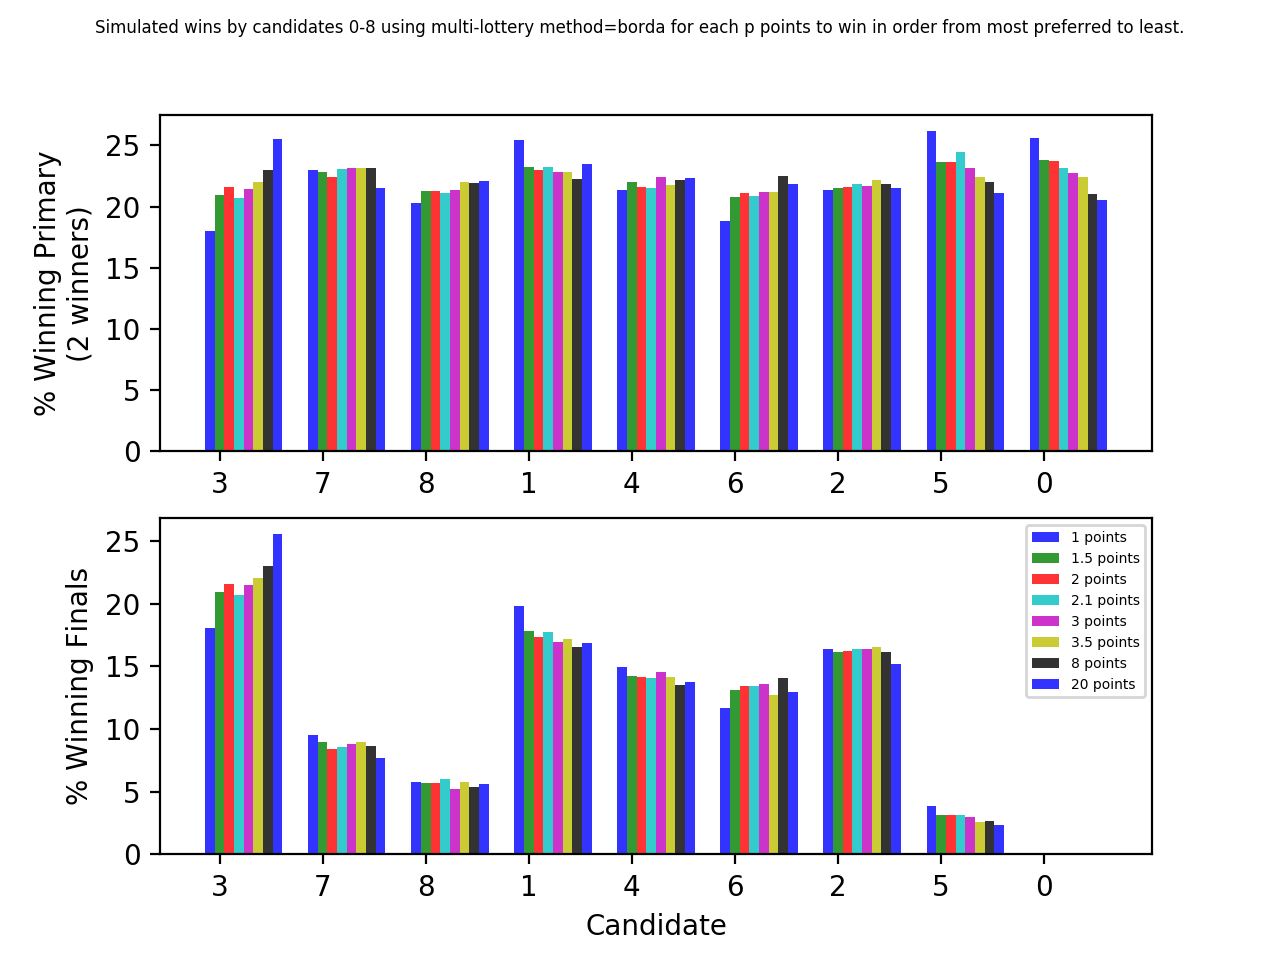 Simulated wins by candidates 0-8 using multi-lottery method=borda for each p points to win in order from most preferred to least.
% Winning Primary
(2 winners)
25
20
15
10
5
0
3 7 8 1 4 6 2 5 0
% Winning Finals
25
20
15
10
5
0
1 points
1.5 points
2 points
2.1 points
3 points
3.5 points
8 points
20 points
3 7 8 1 4 6 2 5 0
Candidate